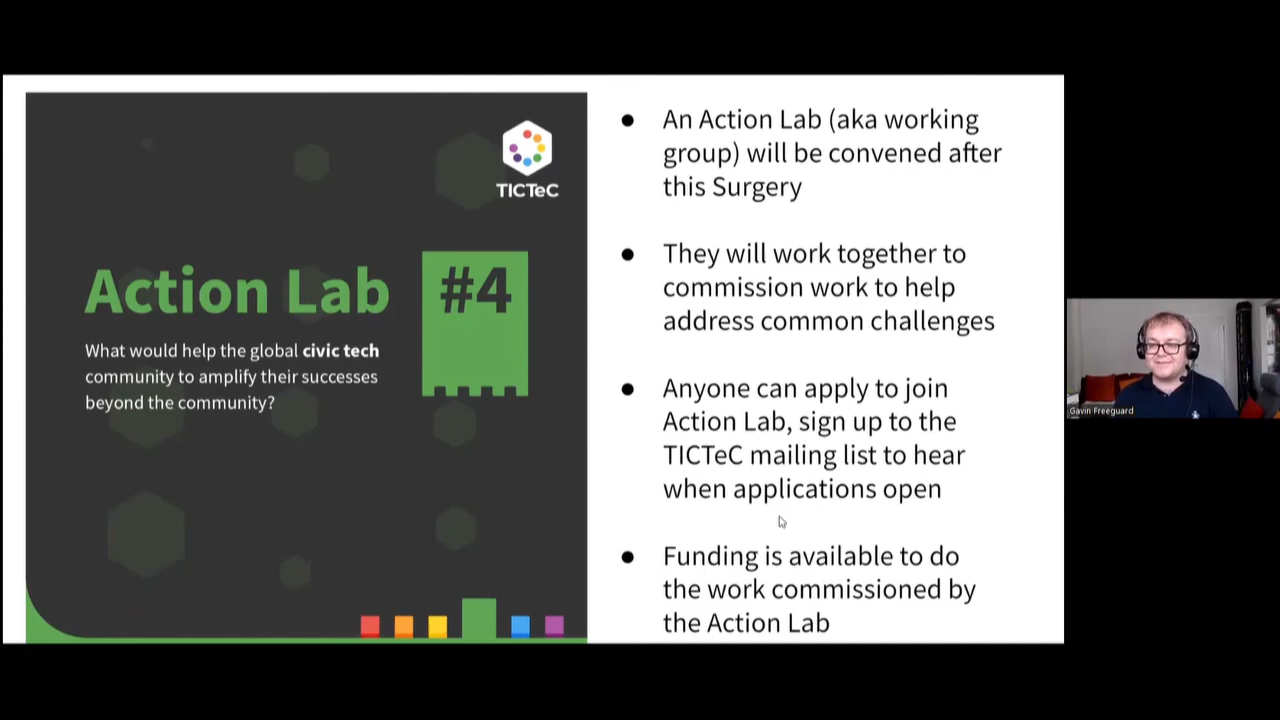 TICTeC
Action Lab
#4
What would help the global civic tech
community to amplify their successes
beyond the community?
● An Action Lab (aka working
group) will be convened after
this Surgery
● They will work together to
commission work to help
address common challenges
● Anyone can apply to join
Action Lab, sign up to the
TICTeC mailing list to hear
when applications open
● Funding is available to do
the work commissioned by
the Action Lab
Gavin Freeguard